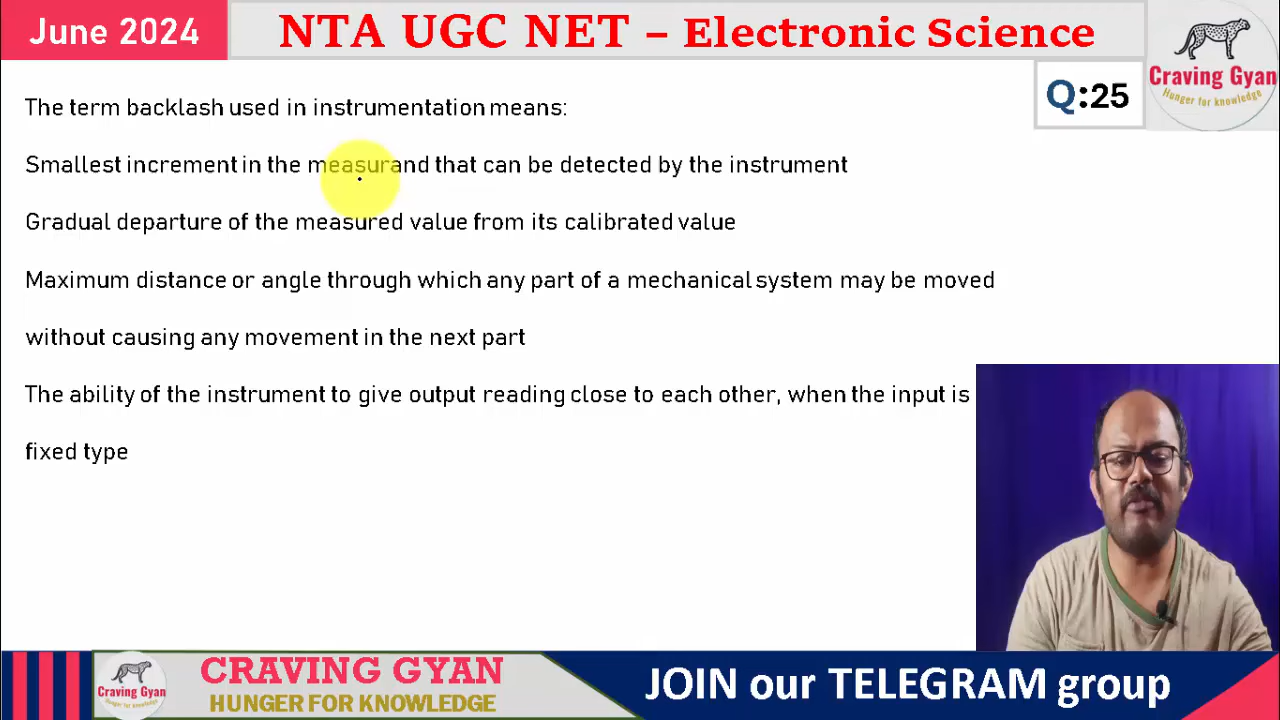 June 2024
NTA UGC NET – Electronic Science
Craving Gyan
Hunger for knowledge
Q:25
The term backlash used in instrumentation means:
Smallest increment in the measurand that can be detected by the instrument
Gradual departure of the measured value from its calibrated value
Maximum distance or angle through which any part of a mechanical system may be moved
without causing any movement in the next part
The ability of the instrument to give output reading close to each other, when the input is
fixed type
Craving Gyan
Hunger for knowledge
CRAVING GYAN
HUNGER FOR KNOWLEDGE
JOIN our TELEGRAM group